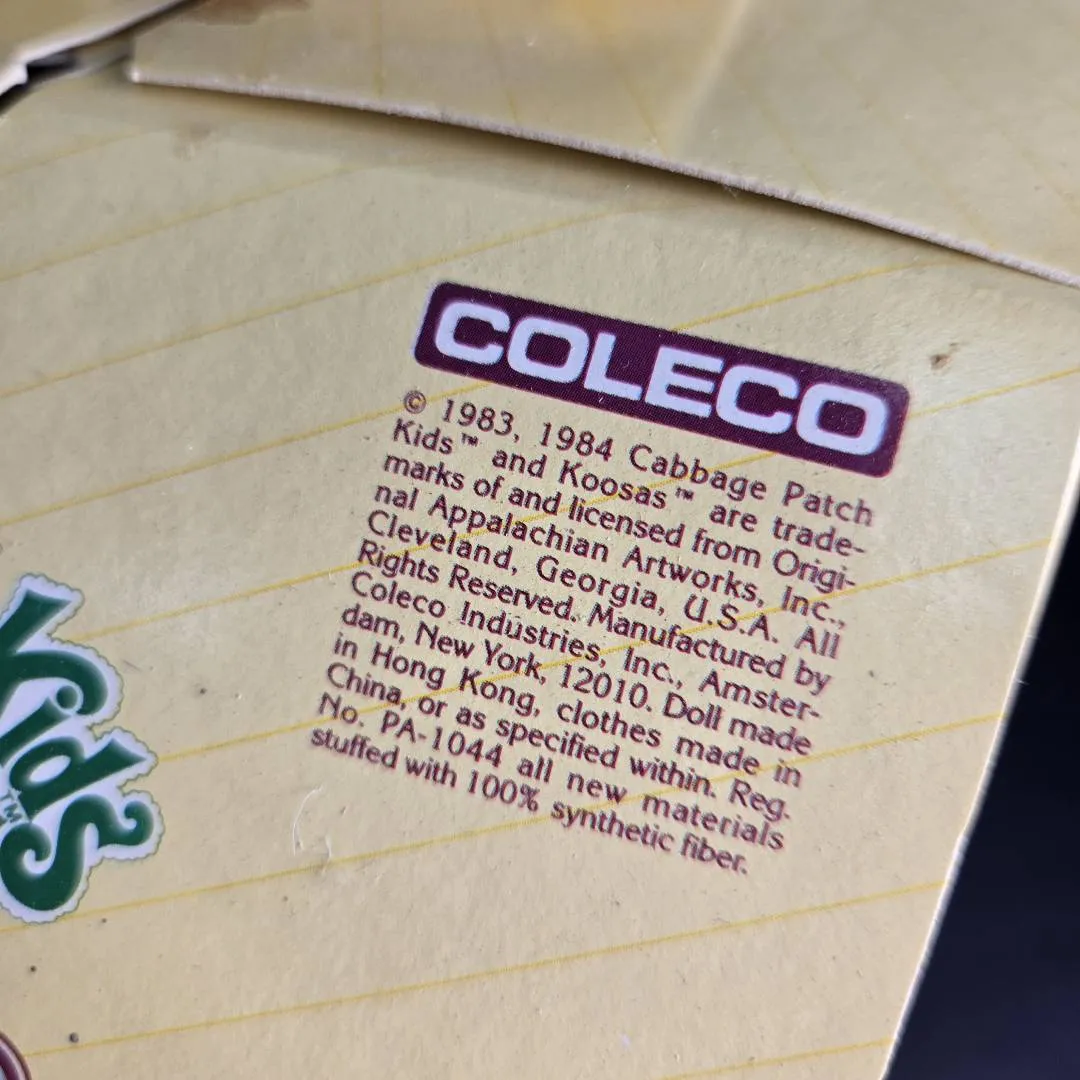 COLECO
© 1983, 1984 Cabbage Patch
Kids™ and Koosas™ are trade-
marks of and licensed from Origi-
nal Appalachian Artworks, Inc.,
Cleveland, Georgia, U.S.A. All
Rights Reserved. Manufactured by
Coleco Industries, Inc., Amster-
dam, New York, 12010. Doll made
in Hong Kong, clothes made in
China, or as specified within. Reg.
No. PA-1044 all new materials
stuffed with 100% synthetic fiber.
Kids™